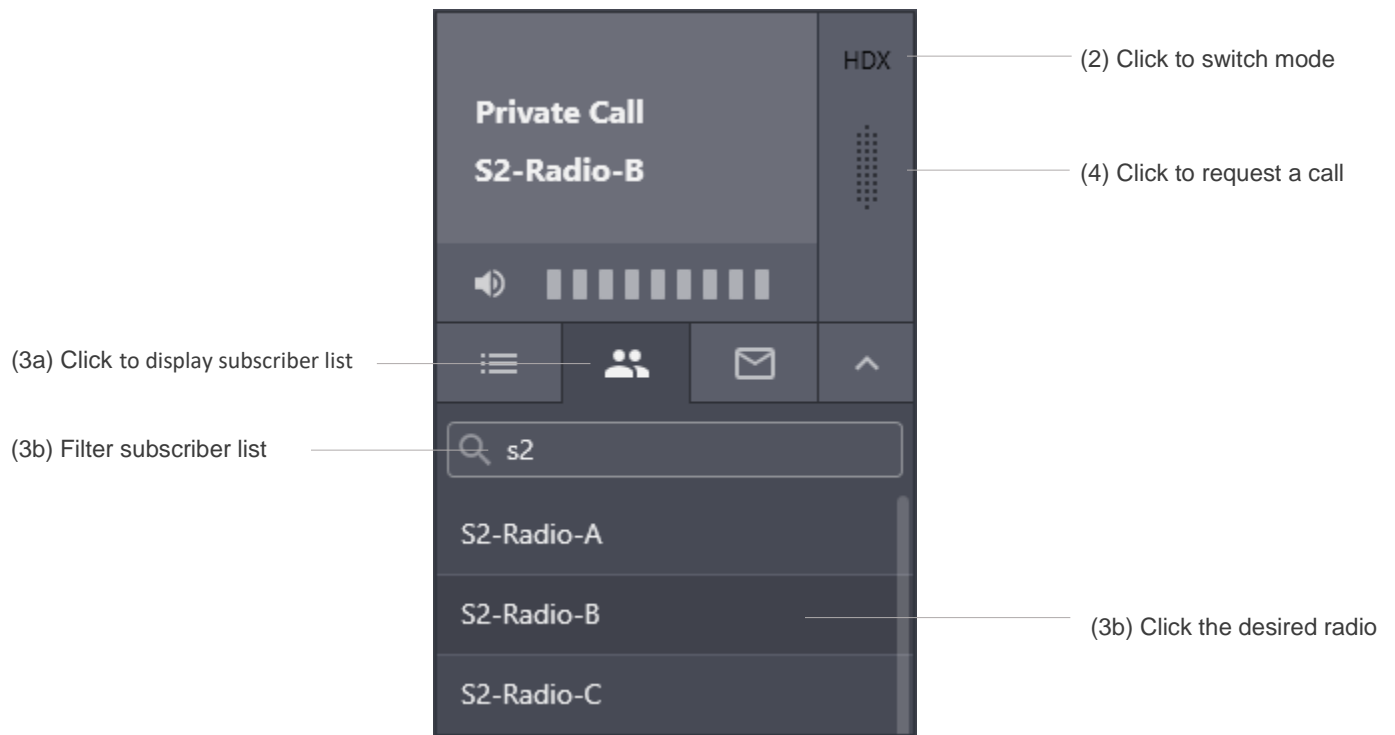 HDX
(2) Click to switch mode
Private Call
S2-Radio-B
(4) Click to request a call
(3a) Click to display subscriber list
(3b) Filter subscriber list
s2
S2-Radio-A
S2-Radio-B
(3b) Click the desired radio
S2-Radio-C